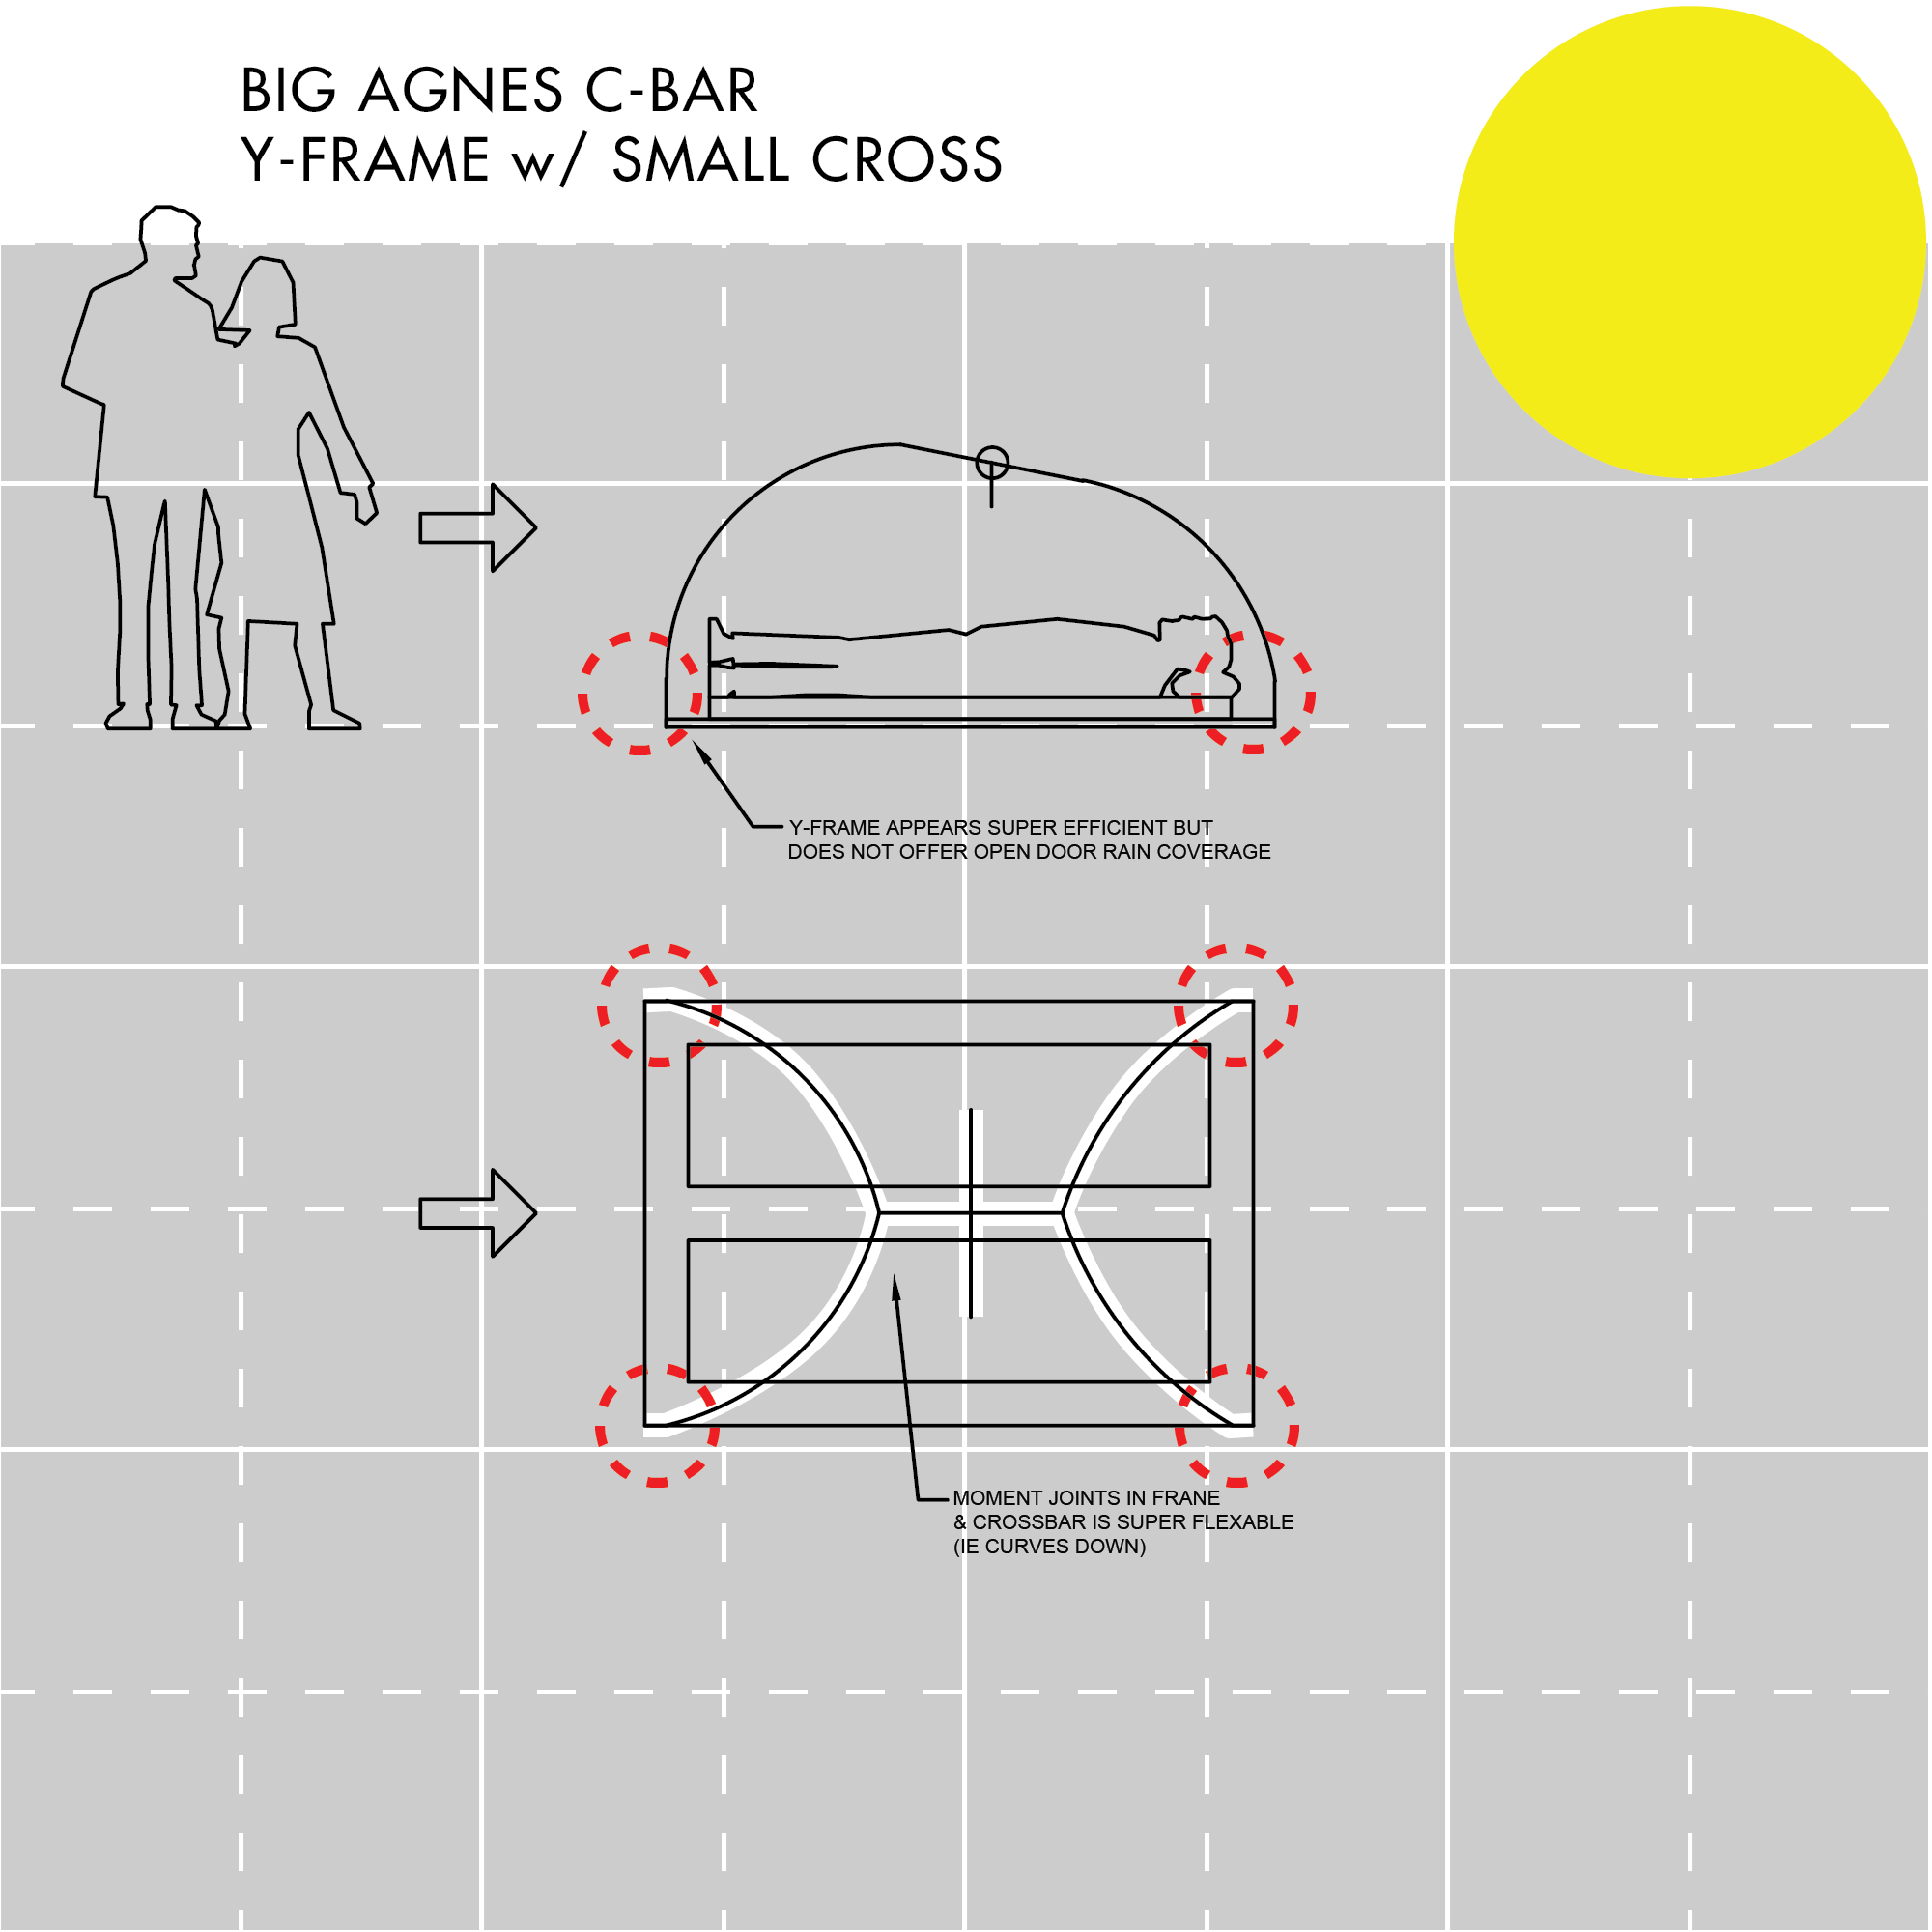 BIG AGNES C-BAR
Y-FRAME w/ SMALL CROSS
Y-FRAME APPEARS SUPER EFFICIENT BUT
DOES NOT OFFER OPEN DOOR RAIN COVERAGE
MOMENT JOINTS IN FRANE
& CROSSBAR IS SUPER FLEXABLE
(IE CURVES DOWN)